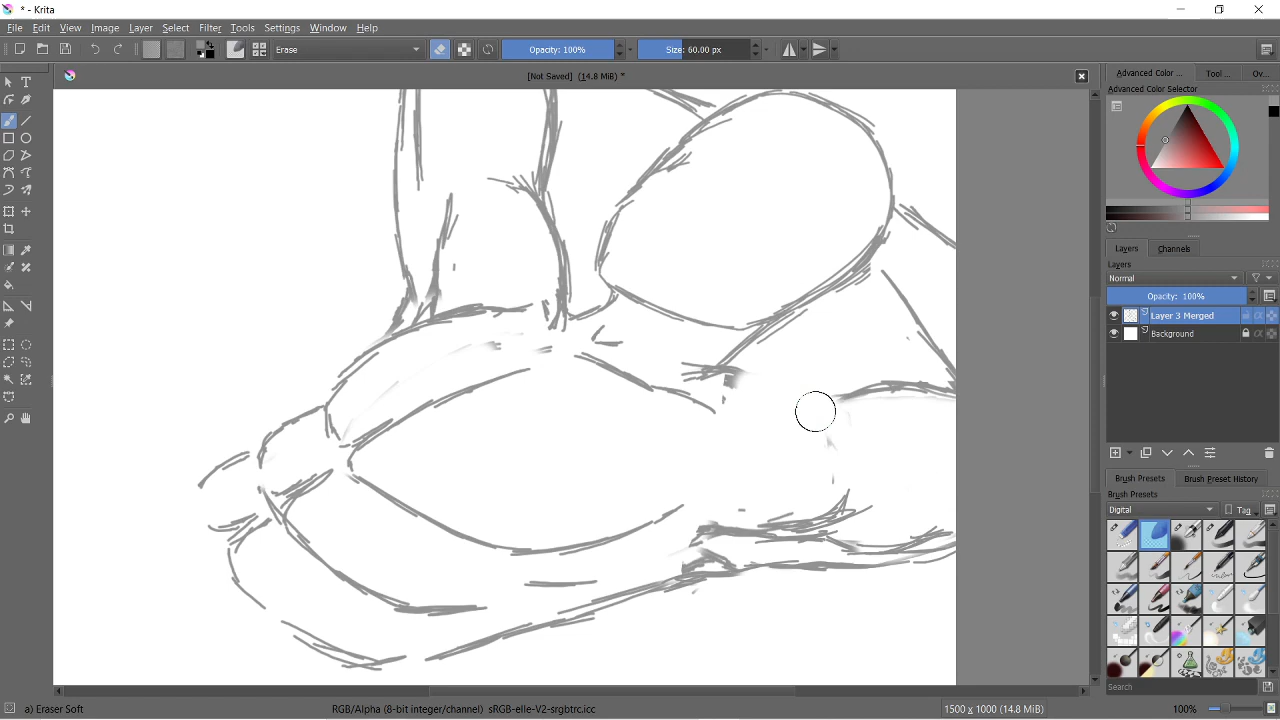 * - Krita
File Edit View Image Layer Select Filter Tools Settings Window Help
Erase Opacity: 100% Size: 60.00 px
[Not Saved] (14.8 MiB) *
Advanced Color ... Tool ... Ov...
Advanced Color Selector
Layers Channels
Layers
Normal
Opacity: 100%
Layer 3 Merged
Background
Brush Presets Brush Preset History
Brush Presets
Digital Tag
Search
a) Eraser Soft RGB/Alpha (8-bit integer/channel) sRGB-elle-V2-srgbtrc.icc 1500 x 1000 (14.8 MiB) 100%